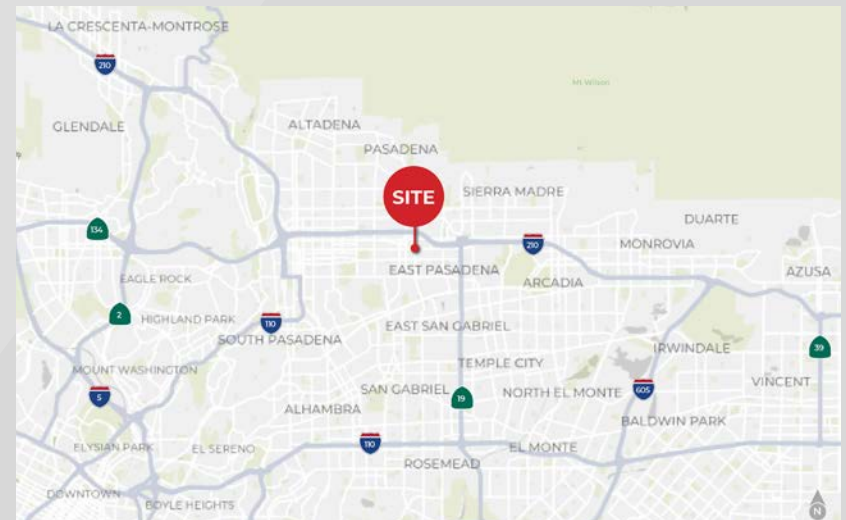 LA CRESCENTA-MONTROSE
210
Mt Wilson
GLENDALE
ALTADENA
PASADENA
SITE
SIERRA MADRE
DUARTE
134
210
MONROVIA
EAST PASADENA
AZUSA
EAGLE ROCK
ARCADIA
2
HIGHLAND PARK
110
EAST SAN GABRIEL
SOUTH PASADENA
IRWINDALE
39
TEMPLE CITY
MOUNT WASHINGTON
VINCENT
5
SAN GABRIEL
19
NORTH EL MONTE
605
ALHAMBRA
BALDWIN PARK
ELYSIAN PARK
EL SERENO
110
EL MONTE
ROSEMEAD
DOWNTOWN
BOYLE HEIGHTS
N